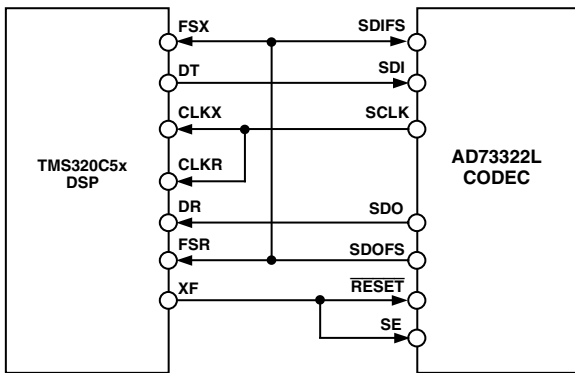 FSX SDIFS
DT SDI
CLKX SCLK
TMS320C5x
DSP
CLKR
AD73322L
CODEC
DR SDO
FSR SDOFS
XF RESET
SE